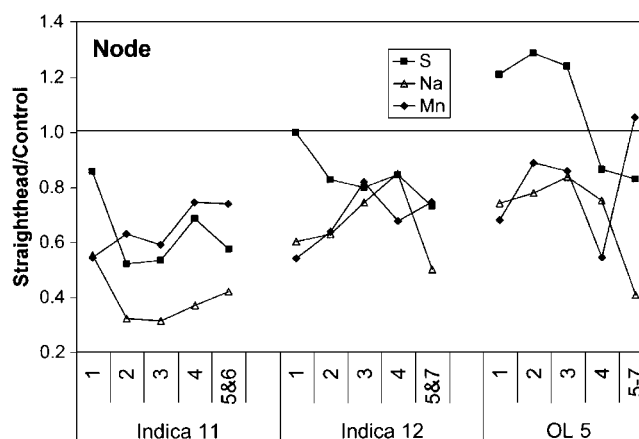 1.4
1.2
1.0
0.8
0.6
0.4
0.2
Straighthead/Control
Node
S
Na
Mn
1 2 3 4 5&6 1 2 3 4 5&7 1 2 3 4 5-7
Indica 11 Indica 12 OL 5